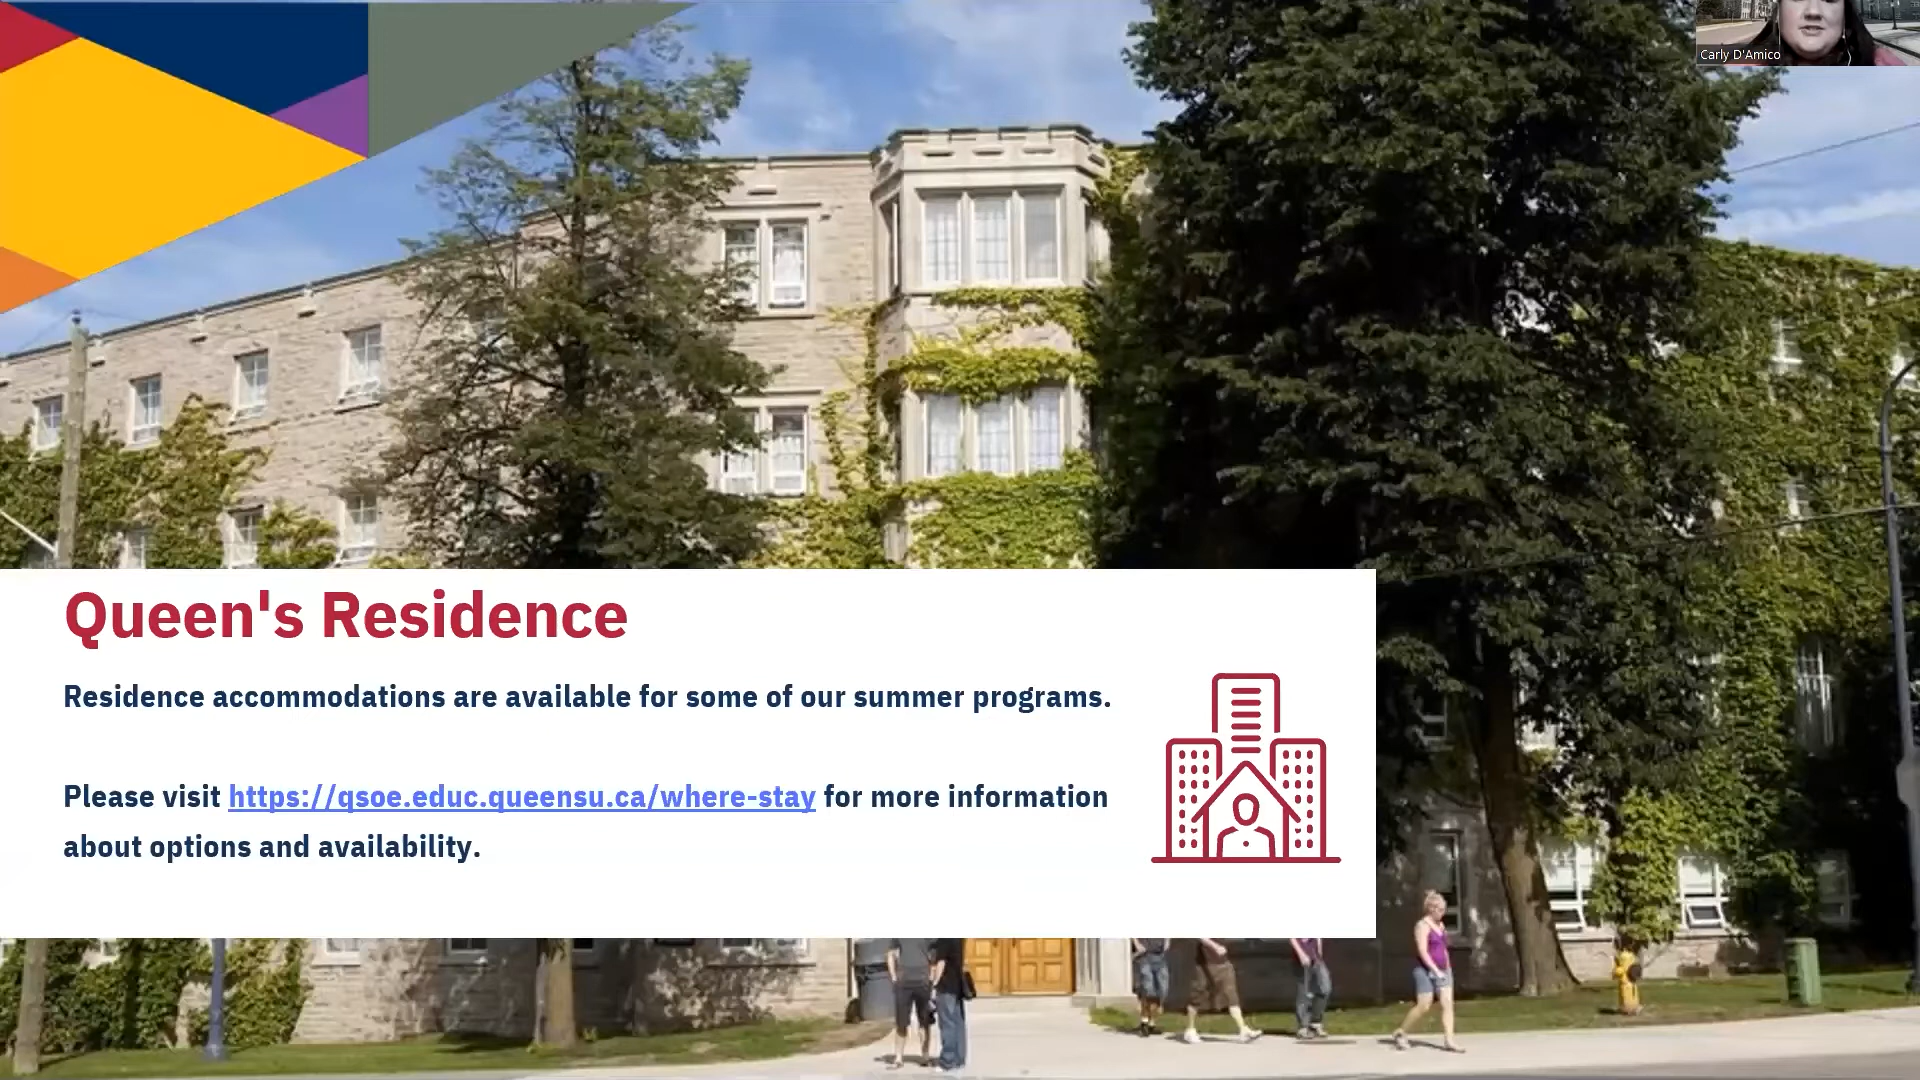 Carly D'Amico
Queen's Residence
Residence accommodations are available for some of our summer programs.
Please visit https://qsoe.educ.queensu.ca/where-stay for more information
about options and availability.